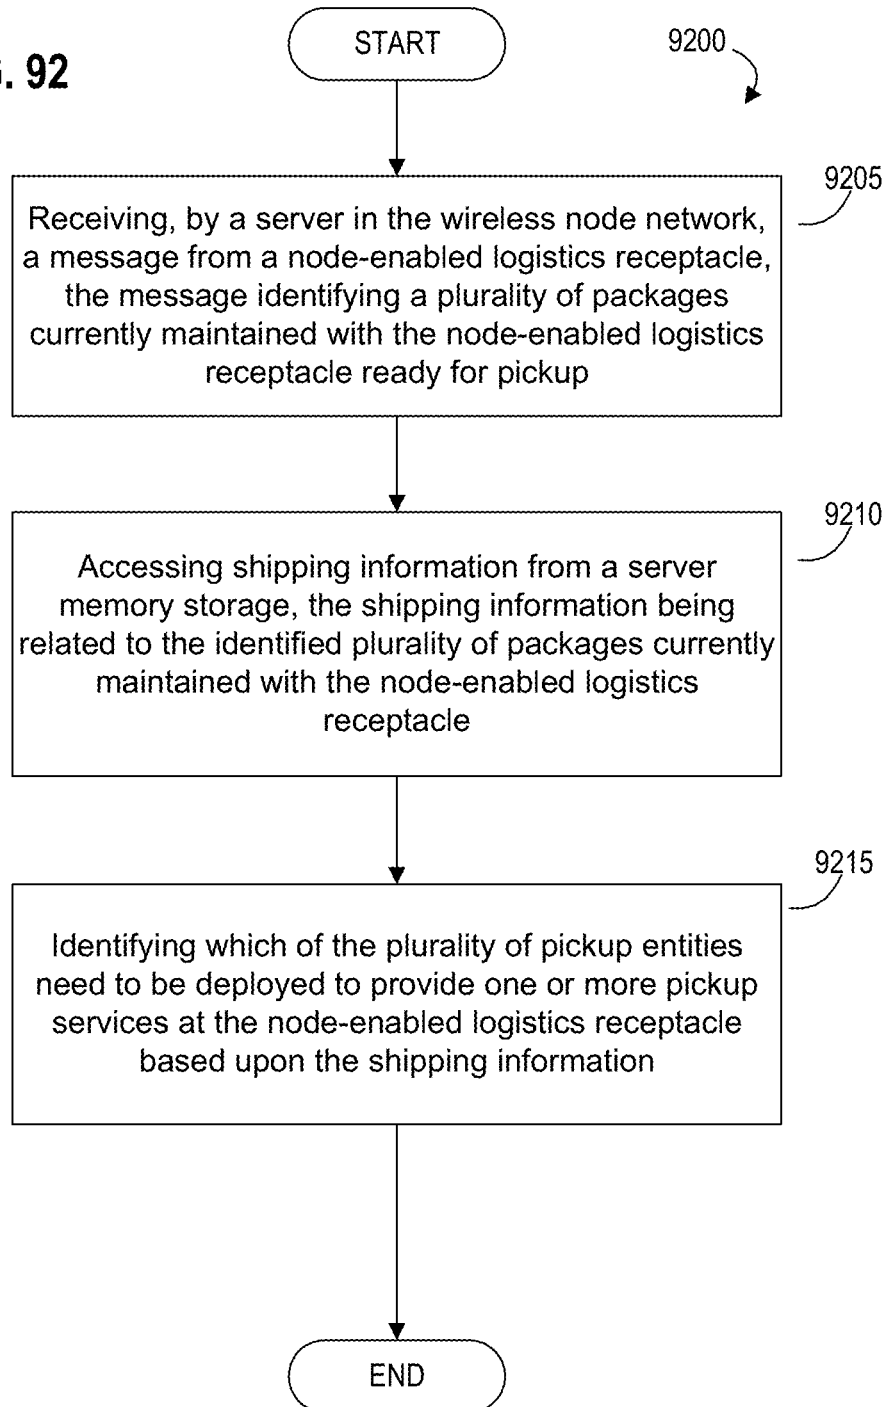 START
9200
. 92
9205
Receiving, by a server in the wireless node network,
a message from a node-enabled logistics receptacle,
the message identifying a plurality of packages
currently maintained with the node-enabled logistics
receptacle ready for pickup
9210
Accessing shipping information from a server
memory storage, the shipping information being
related to the identified plurality of packages currently
maintained with the node-enabled logistics
receptacle
9215
Identifying which of the plurality of pickup entities
need to be deployed to provide one or more pickup
services at the node-enabled logistics receptacle
based upon the shipping information
END